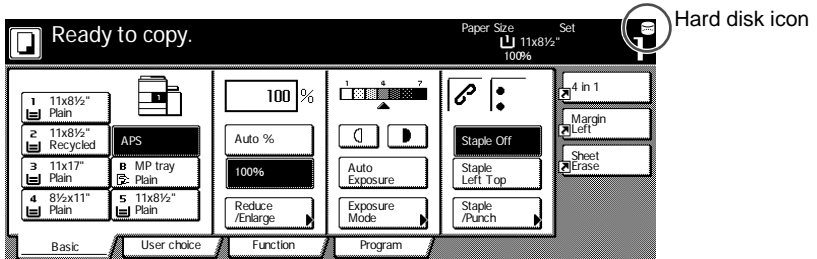 Ready to copy.
Paper Size
Set
1 11x8½"
100%
1
Hard disk icon
1 11x8½"
Plain
2 11x8½"
Recycled
3 11x17"
Plain
4 8½x11"
Plain
1
APS
B MP tray
Plain
5 11x8½"
Plain
100 %
Auto %
100%
Reduce
/Enlarge
1 4 7
Auto
Exposure
Exposure
Mode
Staple Off
Staple
Left Top
Staple
/Punch
4 in 1
Margin
Left
Sheet
Erase
Basic
User choice
Function
Program